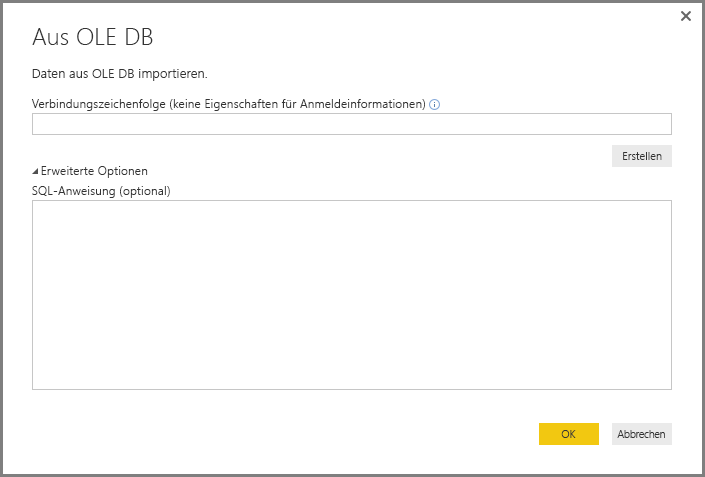 Aus OLE DB
Daten aus OLE DB importieren.
Verbindungszeichenfolge (keine Eigenschaften für Anmeldeinformationen)
Erstellen
Erweiterte Optionen
SQL-Anweisung (optional)
OK
Abbrechen